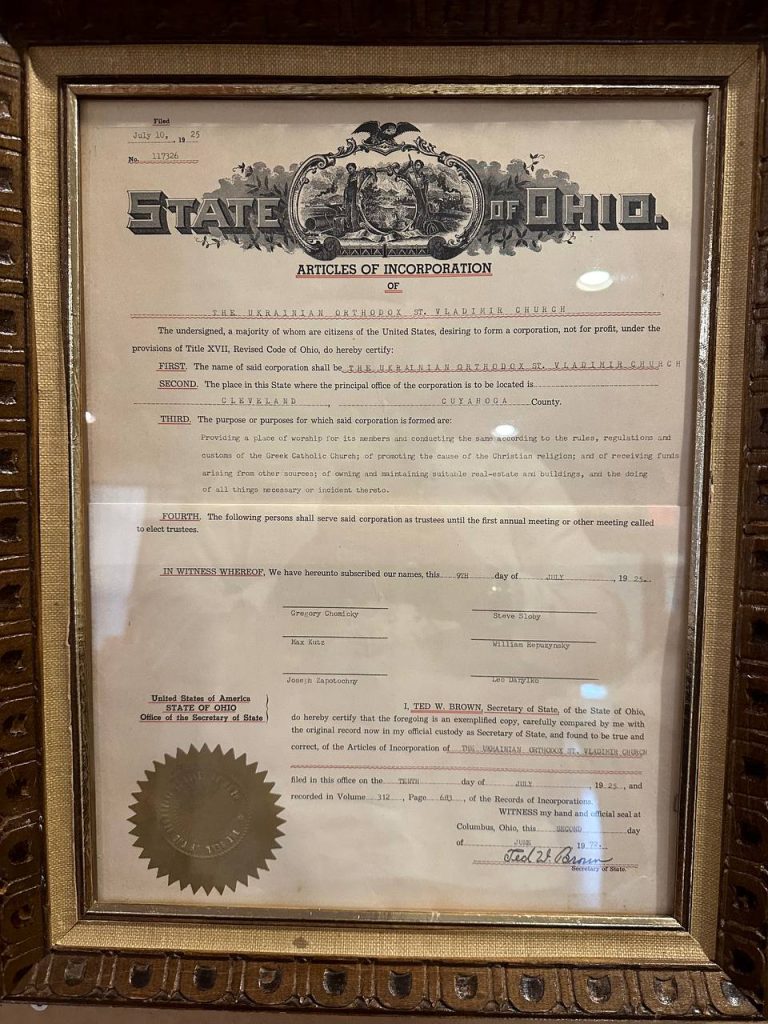 Filed
July 10, , 19 25
No. 117326
STATE OF OHIO.
ARTICLES OF INCORPORATION
OF
THE UKRAINIAN ORTHODOX ST. VLADIMIR CHURCH
The undersigned, a majority of whom are citizens of the United States, desiring to form a corporation, not for profit, under the
provisions of Title XVII, Revised Code of Ohio, do hereby certify:
FIRST. The name of said corporation shall be THE UKRAINIAN ORTHODOX ST. VLADIMIR CHURCH
SECOND. The place in this State where the principal office of the corporation is to be located is
CLEVELAND , CUYAHOGA County.
THIRD. The purpose or purposes for which said corporation is formed are:
Providing a place of worship for its members and conducting the same according to the rules, regulations and
customs of the Greek Catholic Church; of promoting the cause of the Christian religion; and of receiving funds
arising from other sources; of owning and maintaining suitable real-estate and buildings, and the doing
of all things necessary or incident thereto.
FOURTH. The following persons shall serve said corporation as trustees until the first annual meeting or other meeting called
to elect trustees.
IN WITNESS WHEREOF, We have hereunto subscribed our names, this 9TH day of JULY , 19 25.
Gregory Chomicky Steve Sloby
Max Kutz William Repuzynsky
Joseph Zapotochny Leo Danylko
United States of America
STATE OF OHIO
Office of the Secretary of State
I, TED W. BROWN, Secretary of State, of the State of Ohio,
do hereby certify that the foregoing is an exemplified copy, carefully compared by me with
the original record now in my official custody as Secretary of State, and found to be true and
correct, of the Articles of Incorporation of THE UKRAINIAN ORTHODOX ST. VLADIMIR CHURCH
filed in this office on the TENTH day of JULY , 19 25, and
recorded in Volume 312 , Page 683 , of the Records of Incorporations.
WITNESS my hand and official seal at
Columbus, Ohio, this SECOND day
of JUNE 19 72.
Ted W. Brown
Secretary of State.